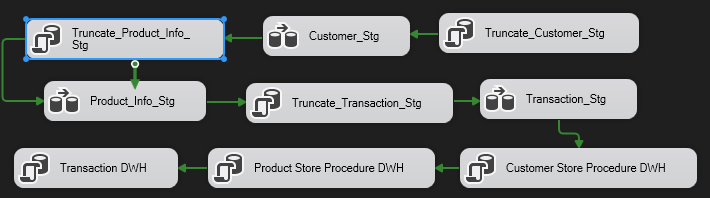 Truncate_Product_Info_
Stg
Customer_Stg
Truncate_Customer_Stg
Product_Info_Stg
Truncate_Transaction_Stg
Transaction_Stg
Transaction DWH
Product Store Procedure DWH
Customer Store Procedure DWH